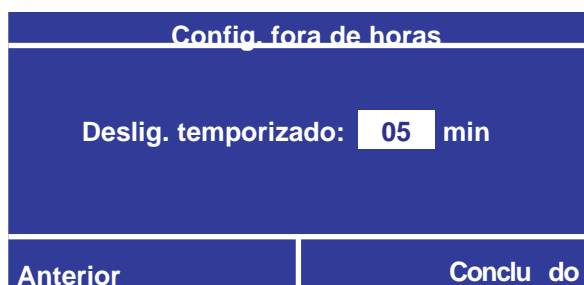 Config. fora de horas
Deslig. temporizado: 05 min
Anterior
Conclu do